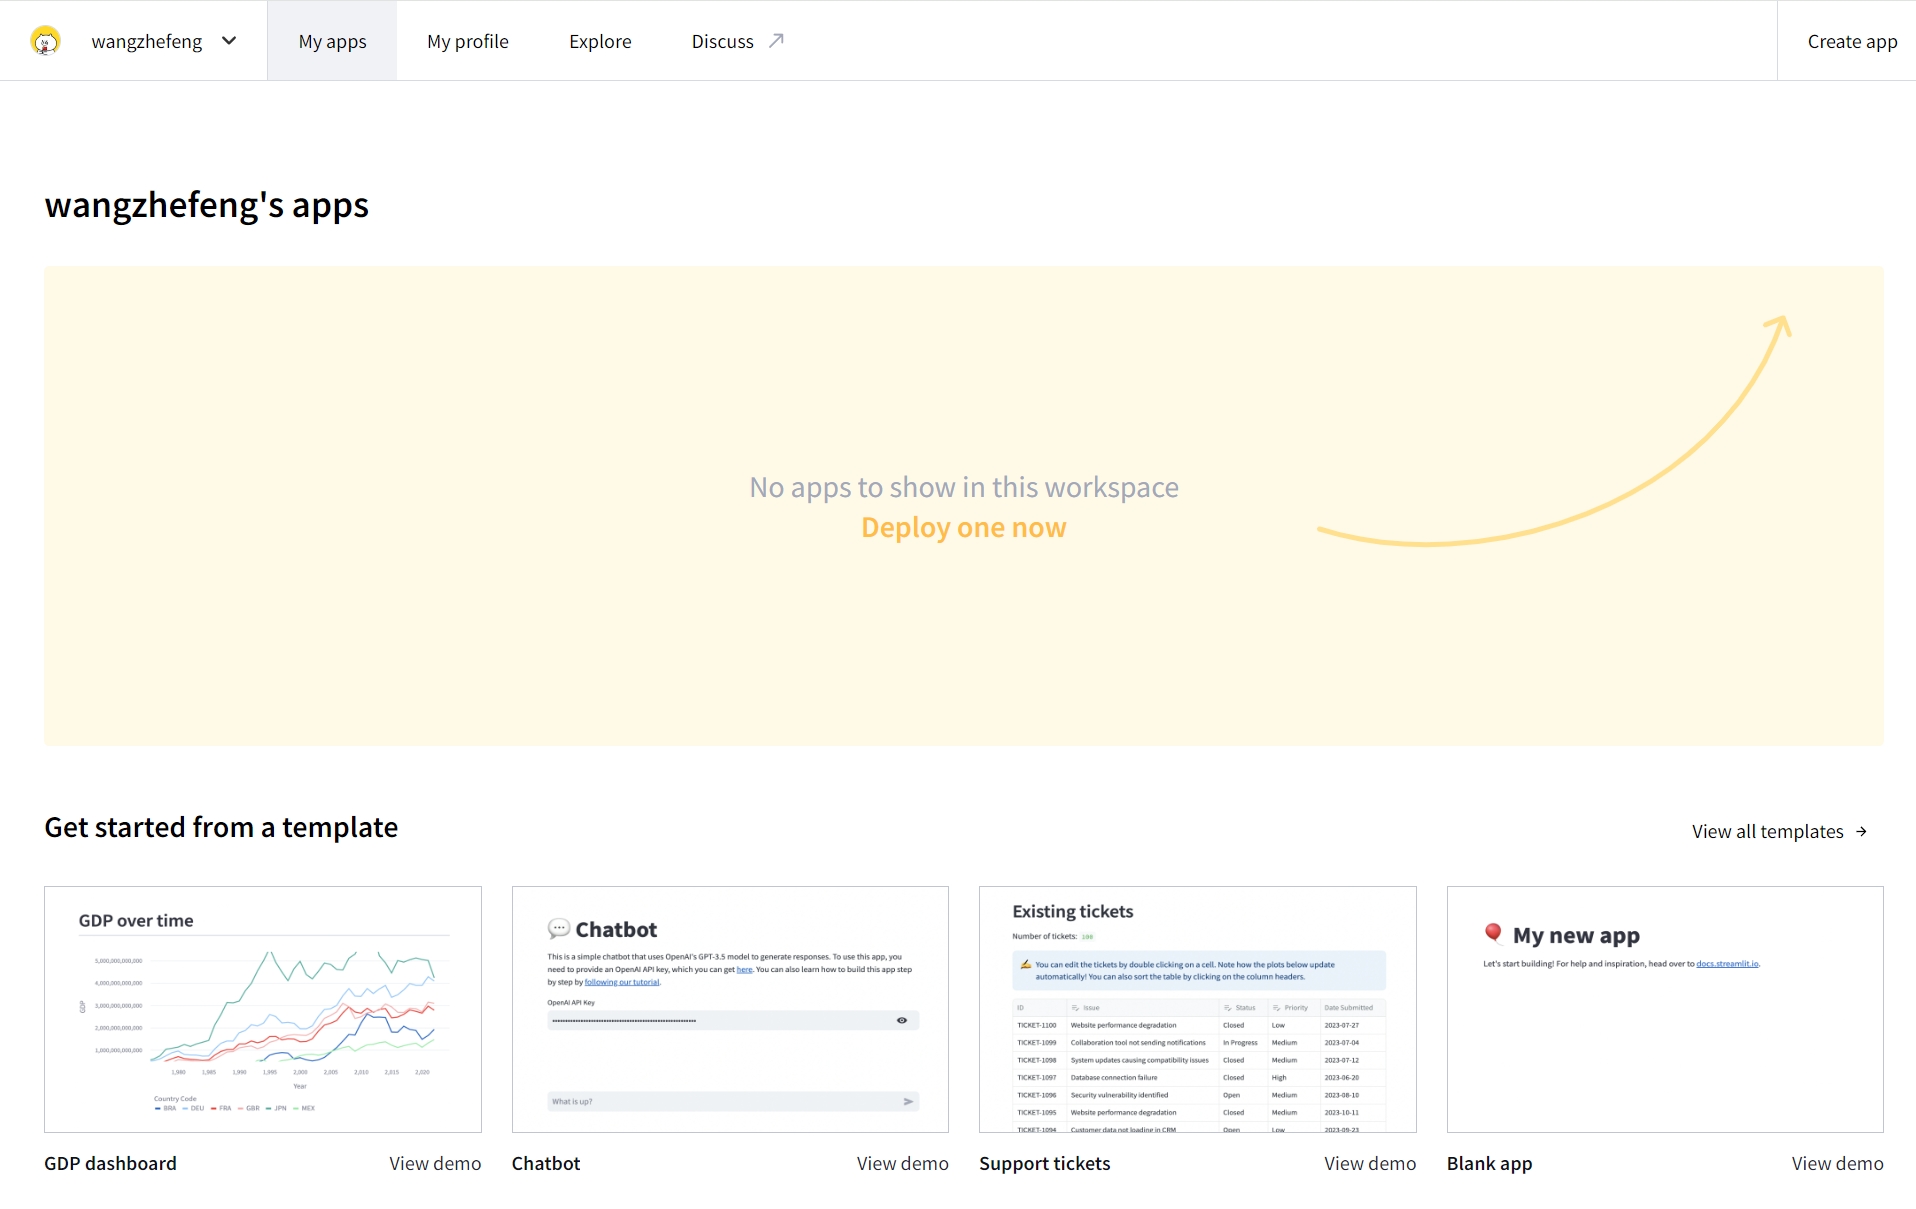 wangzhefeng
My apps
My profile
Explore
Discuss
Create app
wangzhefeng's apps
No apps to show in this workspace
Deploy one now
Get started from a template
View all templates →
GDP over time
5,000,000,000,000
4,000,000,000,000
3,000,000,000,000
2,000,000,000,000
1,000,000,000,000
GDP
1,980 1,985 1,990 1,995 2,000 2,005 2,010 2,015 2,020
Year
Country Code
BRA DEU FRA GBR JPN MEX
GDP dashboard
View demo
Chatbot
This is a simple chatbot that uses OpenAI's GPT-3.5 model to generate responses. To use this app, you
need to provide an OpenAI API key, which you can get here. You can also learn how to build this app step
by step by following our tutorial.
OpenAI API Key
What is up?
Chatbot
View demo
Existing tickets
Number of tickets: 100
You can edit the tickets by double clicking on a cell. Note how the plots below update
automatically! You can also sort the table by clicking on the column headers.
ID Issue Status Priority Date Submitted
TICKET-1100 Website performance degradation Closed Low 2023-07-27
TICKET-1099 Collaboration tool not sending notifications In Progress Medium 2023-07-04
TICKET-1098 System updates causing compatibility issues Closed Medium 2023-07-12
TICKET-1097 Database connection failure Closed High 2023-06-20
TICKET-1096 Security vulnerability identified Open Medium 2023-08-10
TICKET-1095 Website performance degradation Closed Medium 2023-10-11
TICKET-1094 Customer data not loading in CRM Open Low 2023-09-23
Support tickets
View demo
My new app
Let's start building! For help and inspiration, head over to docs.streamlit.io.
Blank app
View demo